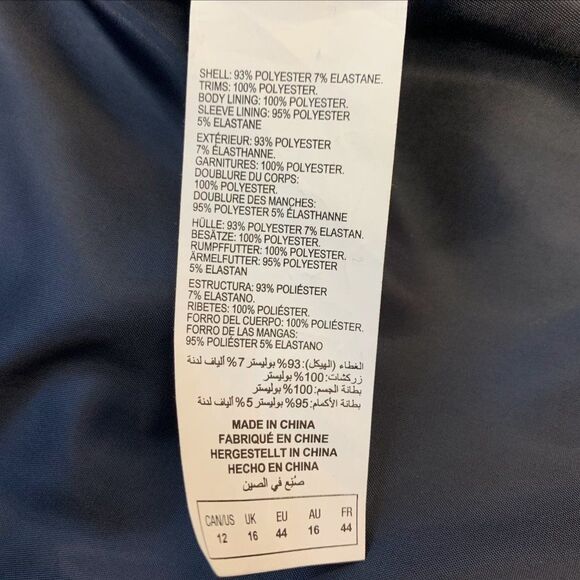 SHELL: 93% POLYESTER 7% ELASTANE.
TRIMS: 100% POLYESTER.
BODY LINING: 100% POLYESTER.
SLEEVE LINING: 95% POLYESTER
5% ELASTANE
EXTÉRIEUR: 93% POLYESTER
7% ÉLASTHANNE.
GARNITURES: 100% POLYESTER.
DOUBLURE DU CORPS:
100% POLYESTER.
DOUBLURE DES MANCHES:
95% POLYESTER 5% ÉLASTHANNE
HÜLLE: 93% POLYESTER 7% ELASTAN.
BESÄTZE: 100% POLYESTER.
RUMPFFUTTER: 100% POLYESTER.
ÄRMELFUTTER: 95% POLYESTER
5% ELASTAN
ESTRUCTURA: 93% POLIÉSTER
7% ELASTANO.
RIBETES: 100% POLIÉSTER.
FORRO DEL CUERPO: 100% POLIÉSTER.
FORRO DE LAS MANGAS:
95% POLIÉSTER 5% ELASTANO
الغطاء (الهيكل): 93% بوليستر 7% ألياف لدنة
زركشات: 100% بوليستر
بطانة الجسم: 100% بوليستر
بطانة الأكمام: 95% بوليستر 5% ألياف لدنة
MADE IN CHINA
FABRIQUÉ EN CHINE
HERGESTELLT IN CHINA
HECHO EN CHINA
صُنِع في الصين
CAN/US UK EU AU FR
12 16 44 16 44